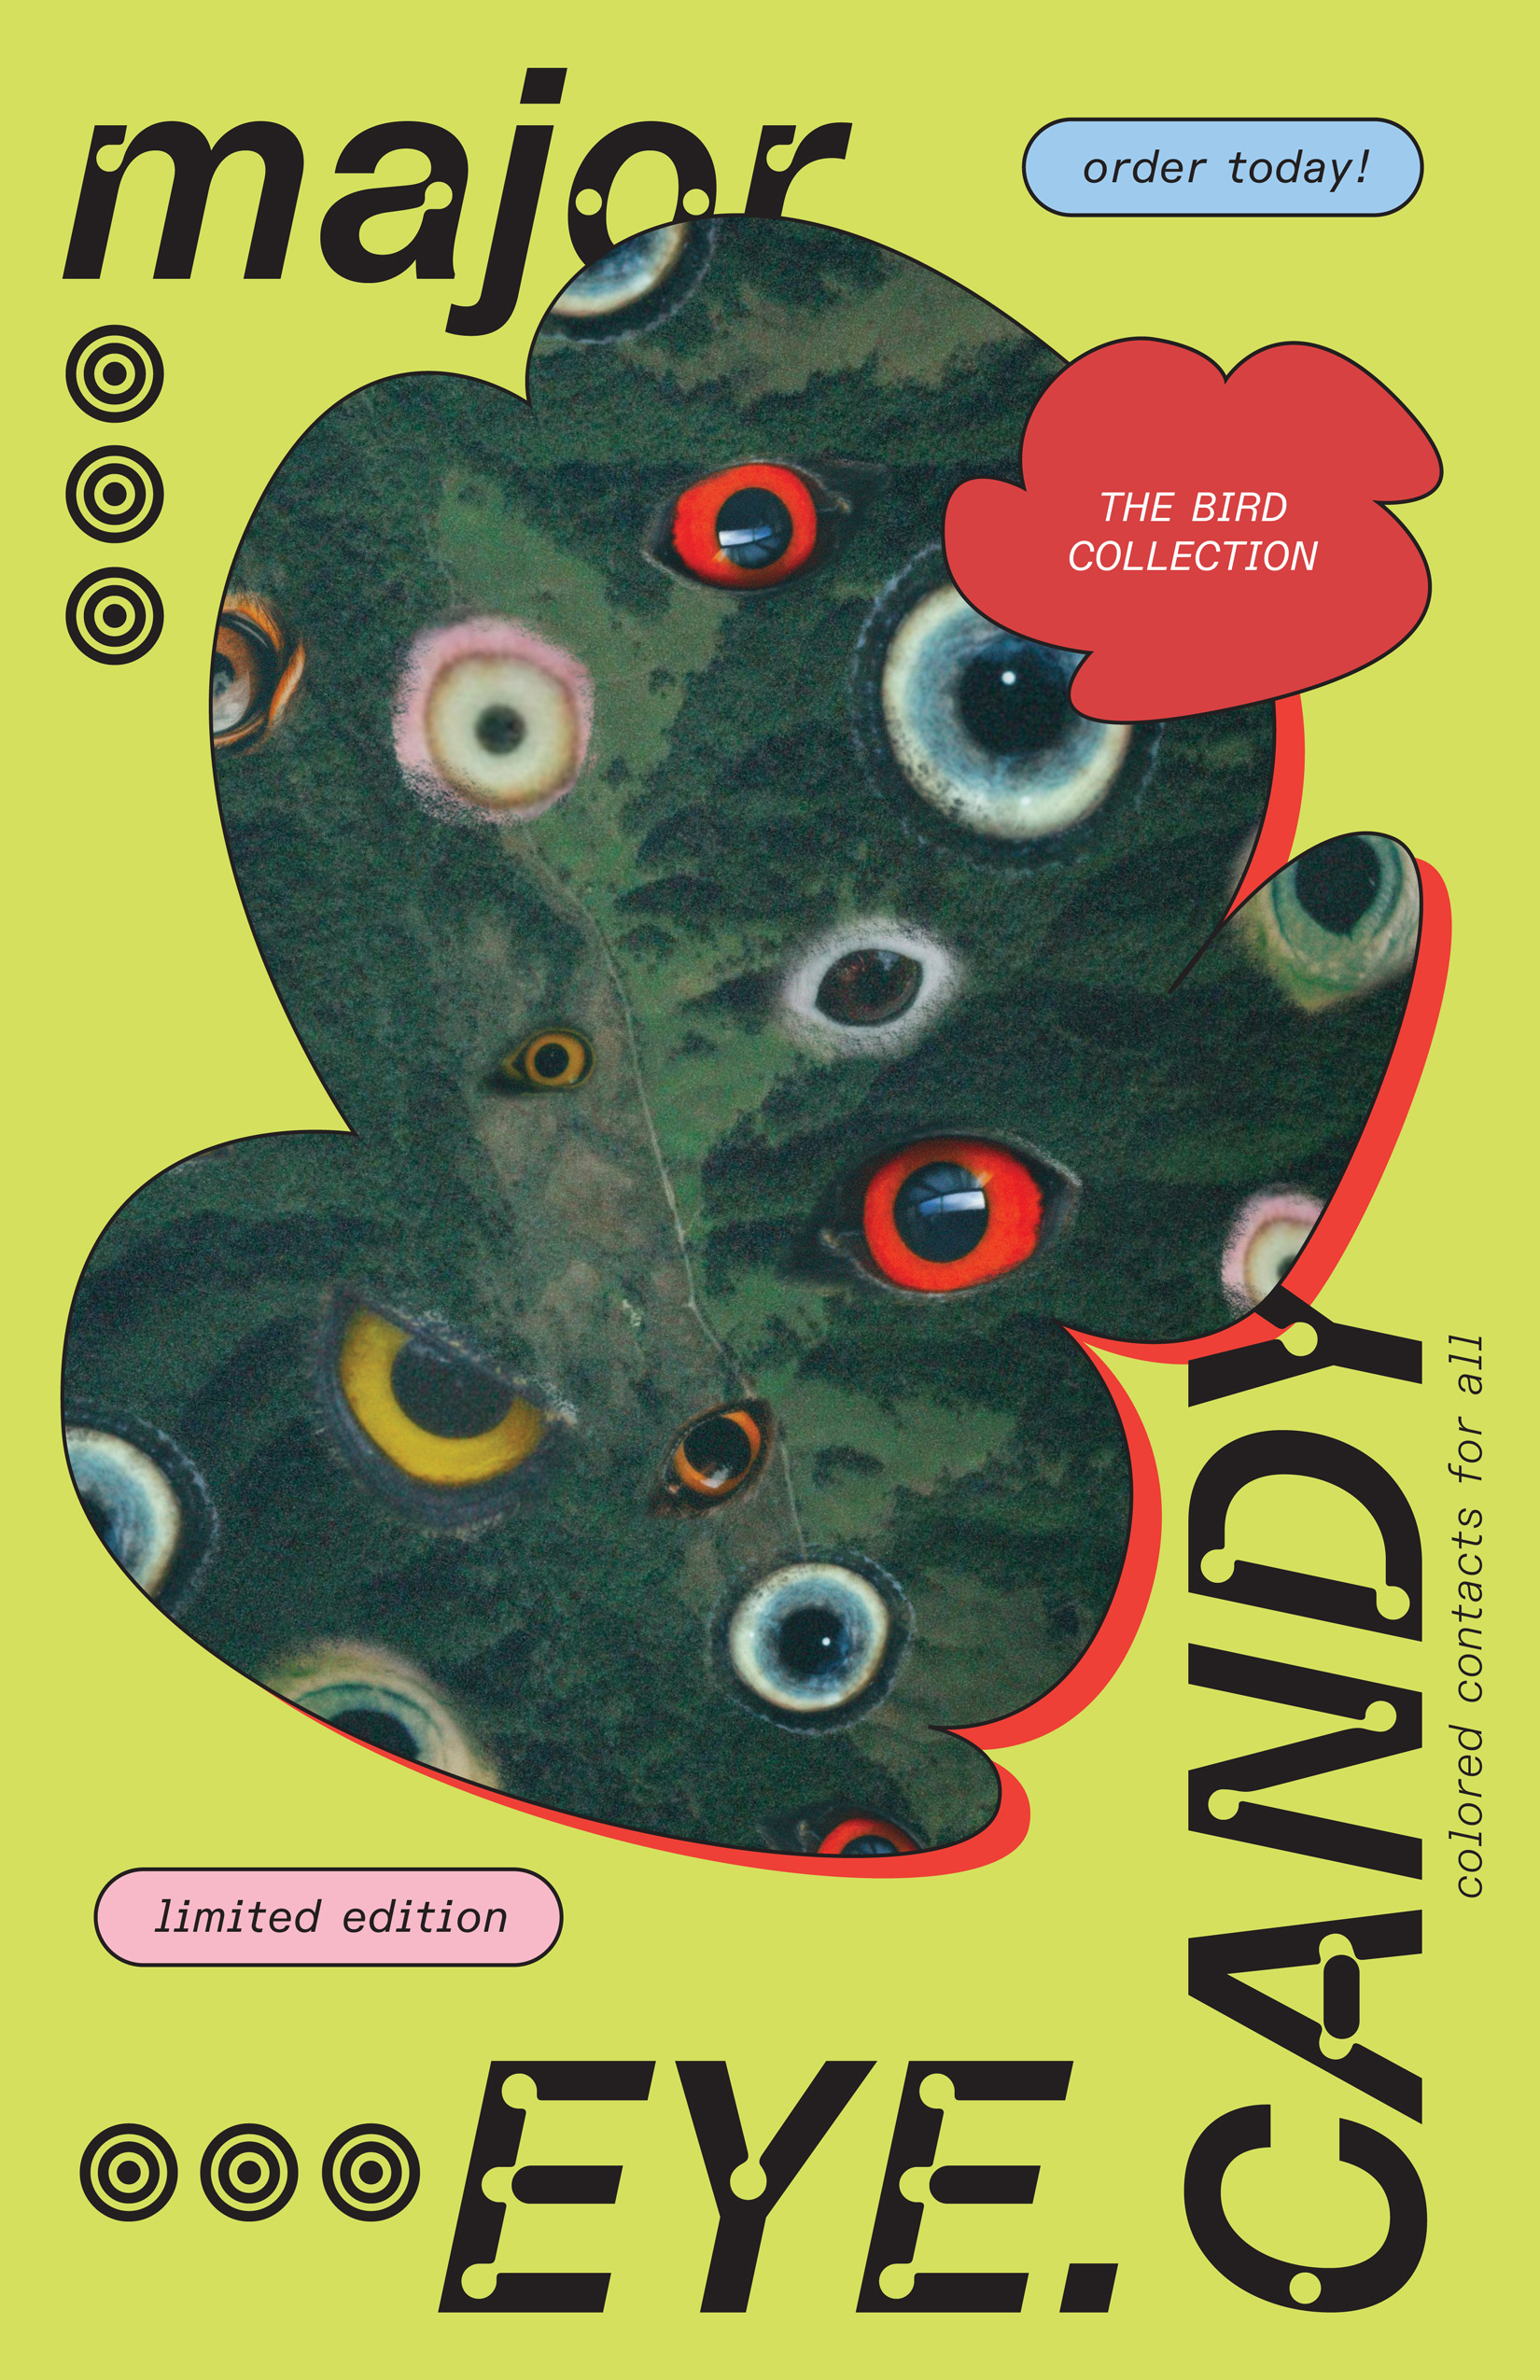 major
order today!
THE BIRD
COLLECTION
limited edition
EYE.
CANDY
colored contacts for all